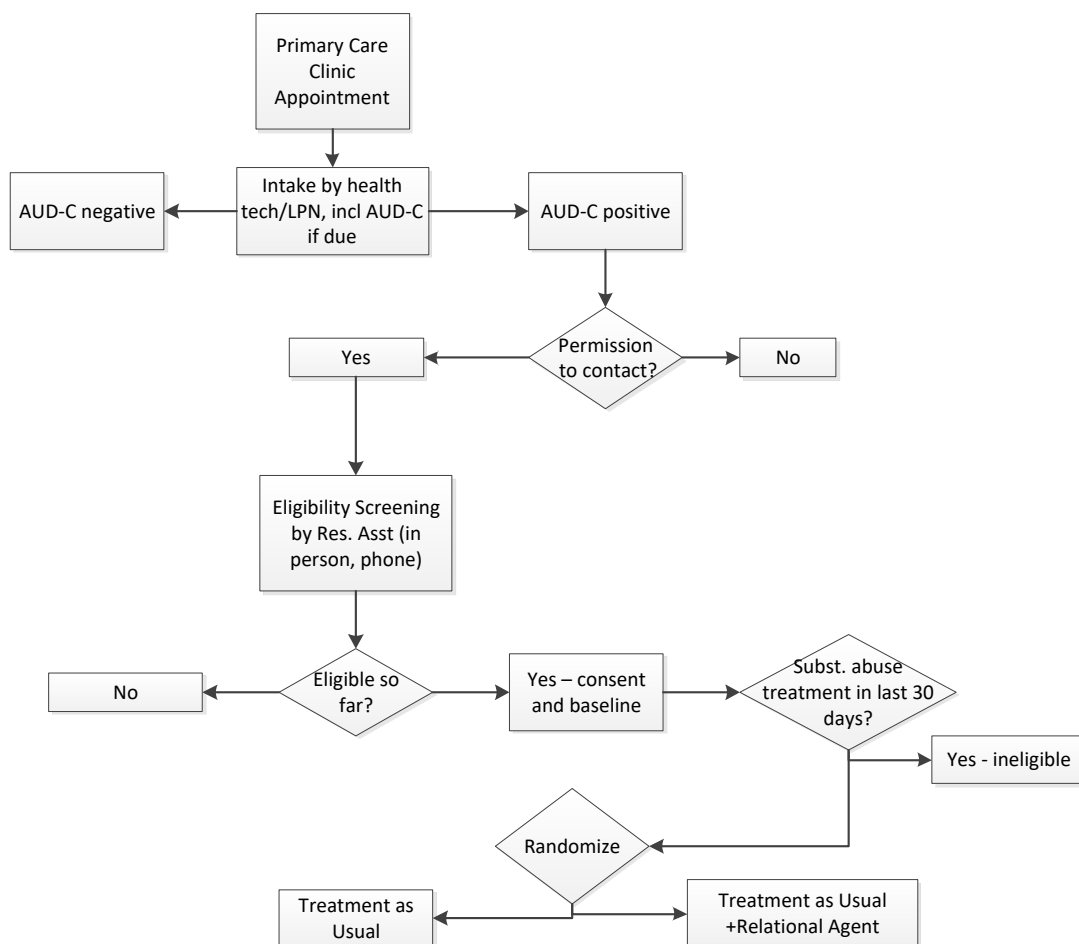 Primary Care
Clinic
Appointment
AUD-C negative
Intake by health
tech/LPN, incl AUD-C
if due
AUD-C positive
Yes
Permission
to contact?
No
Eligibility Screening
by Res. Asst (in
person, phone)
No
Eligible so
far?
Yes – consent
and baseline
Subst. abuse
treatment in last 30
days?
Yes - ineligible
Randomize
Treatment as
Usual
Treatment as Usual
+Relational Agent